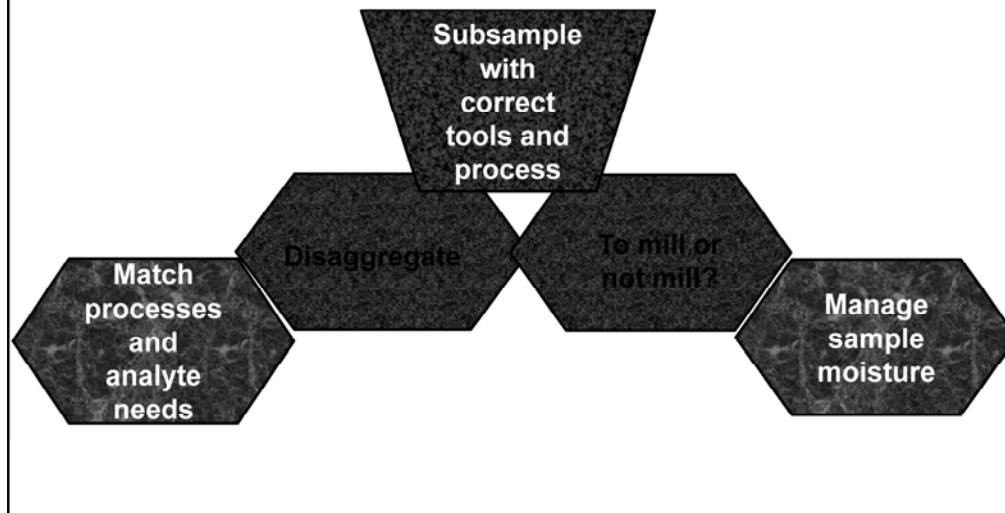 Subsample
with
correct
tools and
process
Disaggregate
To mill or
not mill?
Match
processes
and
analyte
needs
Manage
sample
moisture